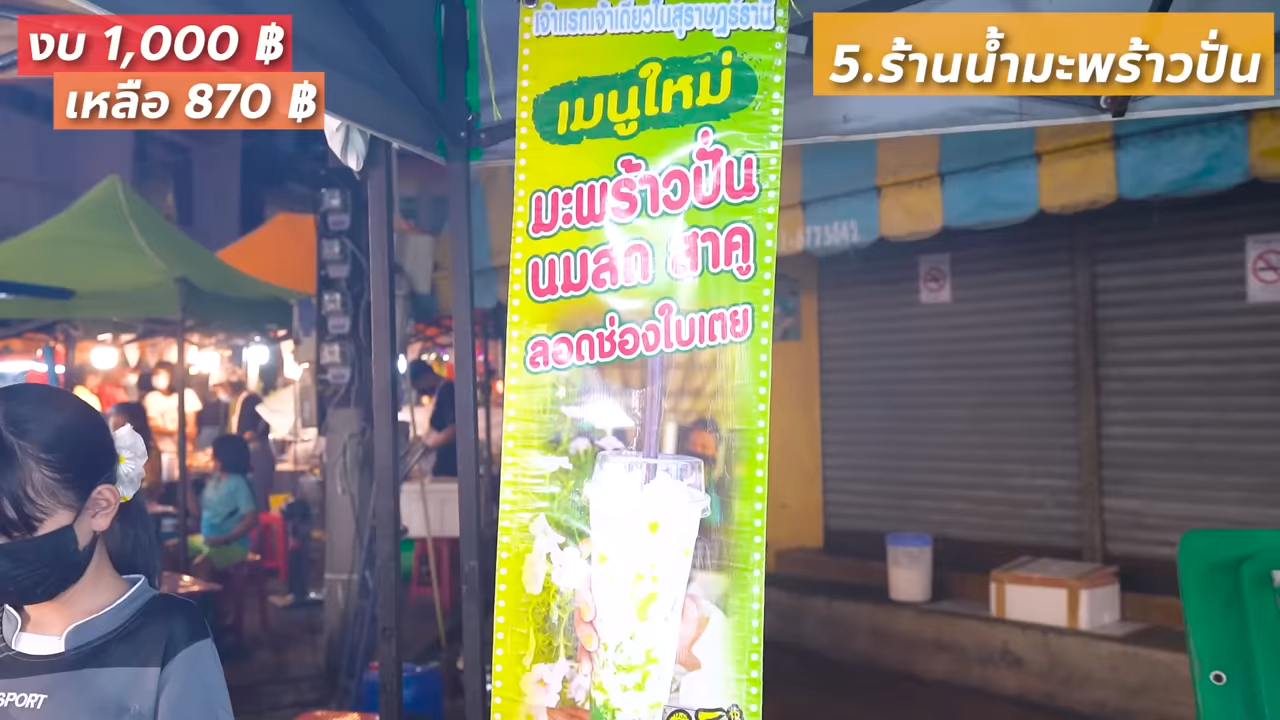 งบ 1,000 ฿
เหลือ 870 ฿
5.ร้านน้ำมะพร้าวปั่น
เจ้าแรกเจ้าเดียวในสุราษฎร์ธานี
เมนูใหม่
มะพร้าวปั่น
นมสด สาคู
ลอดช่องใบเตย
SPORT